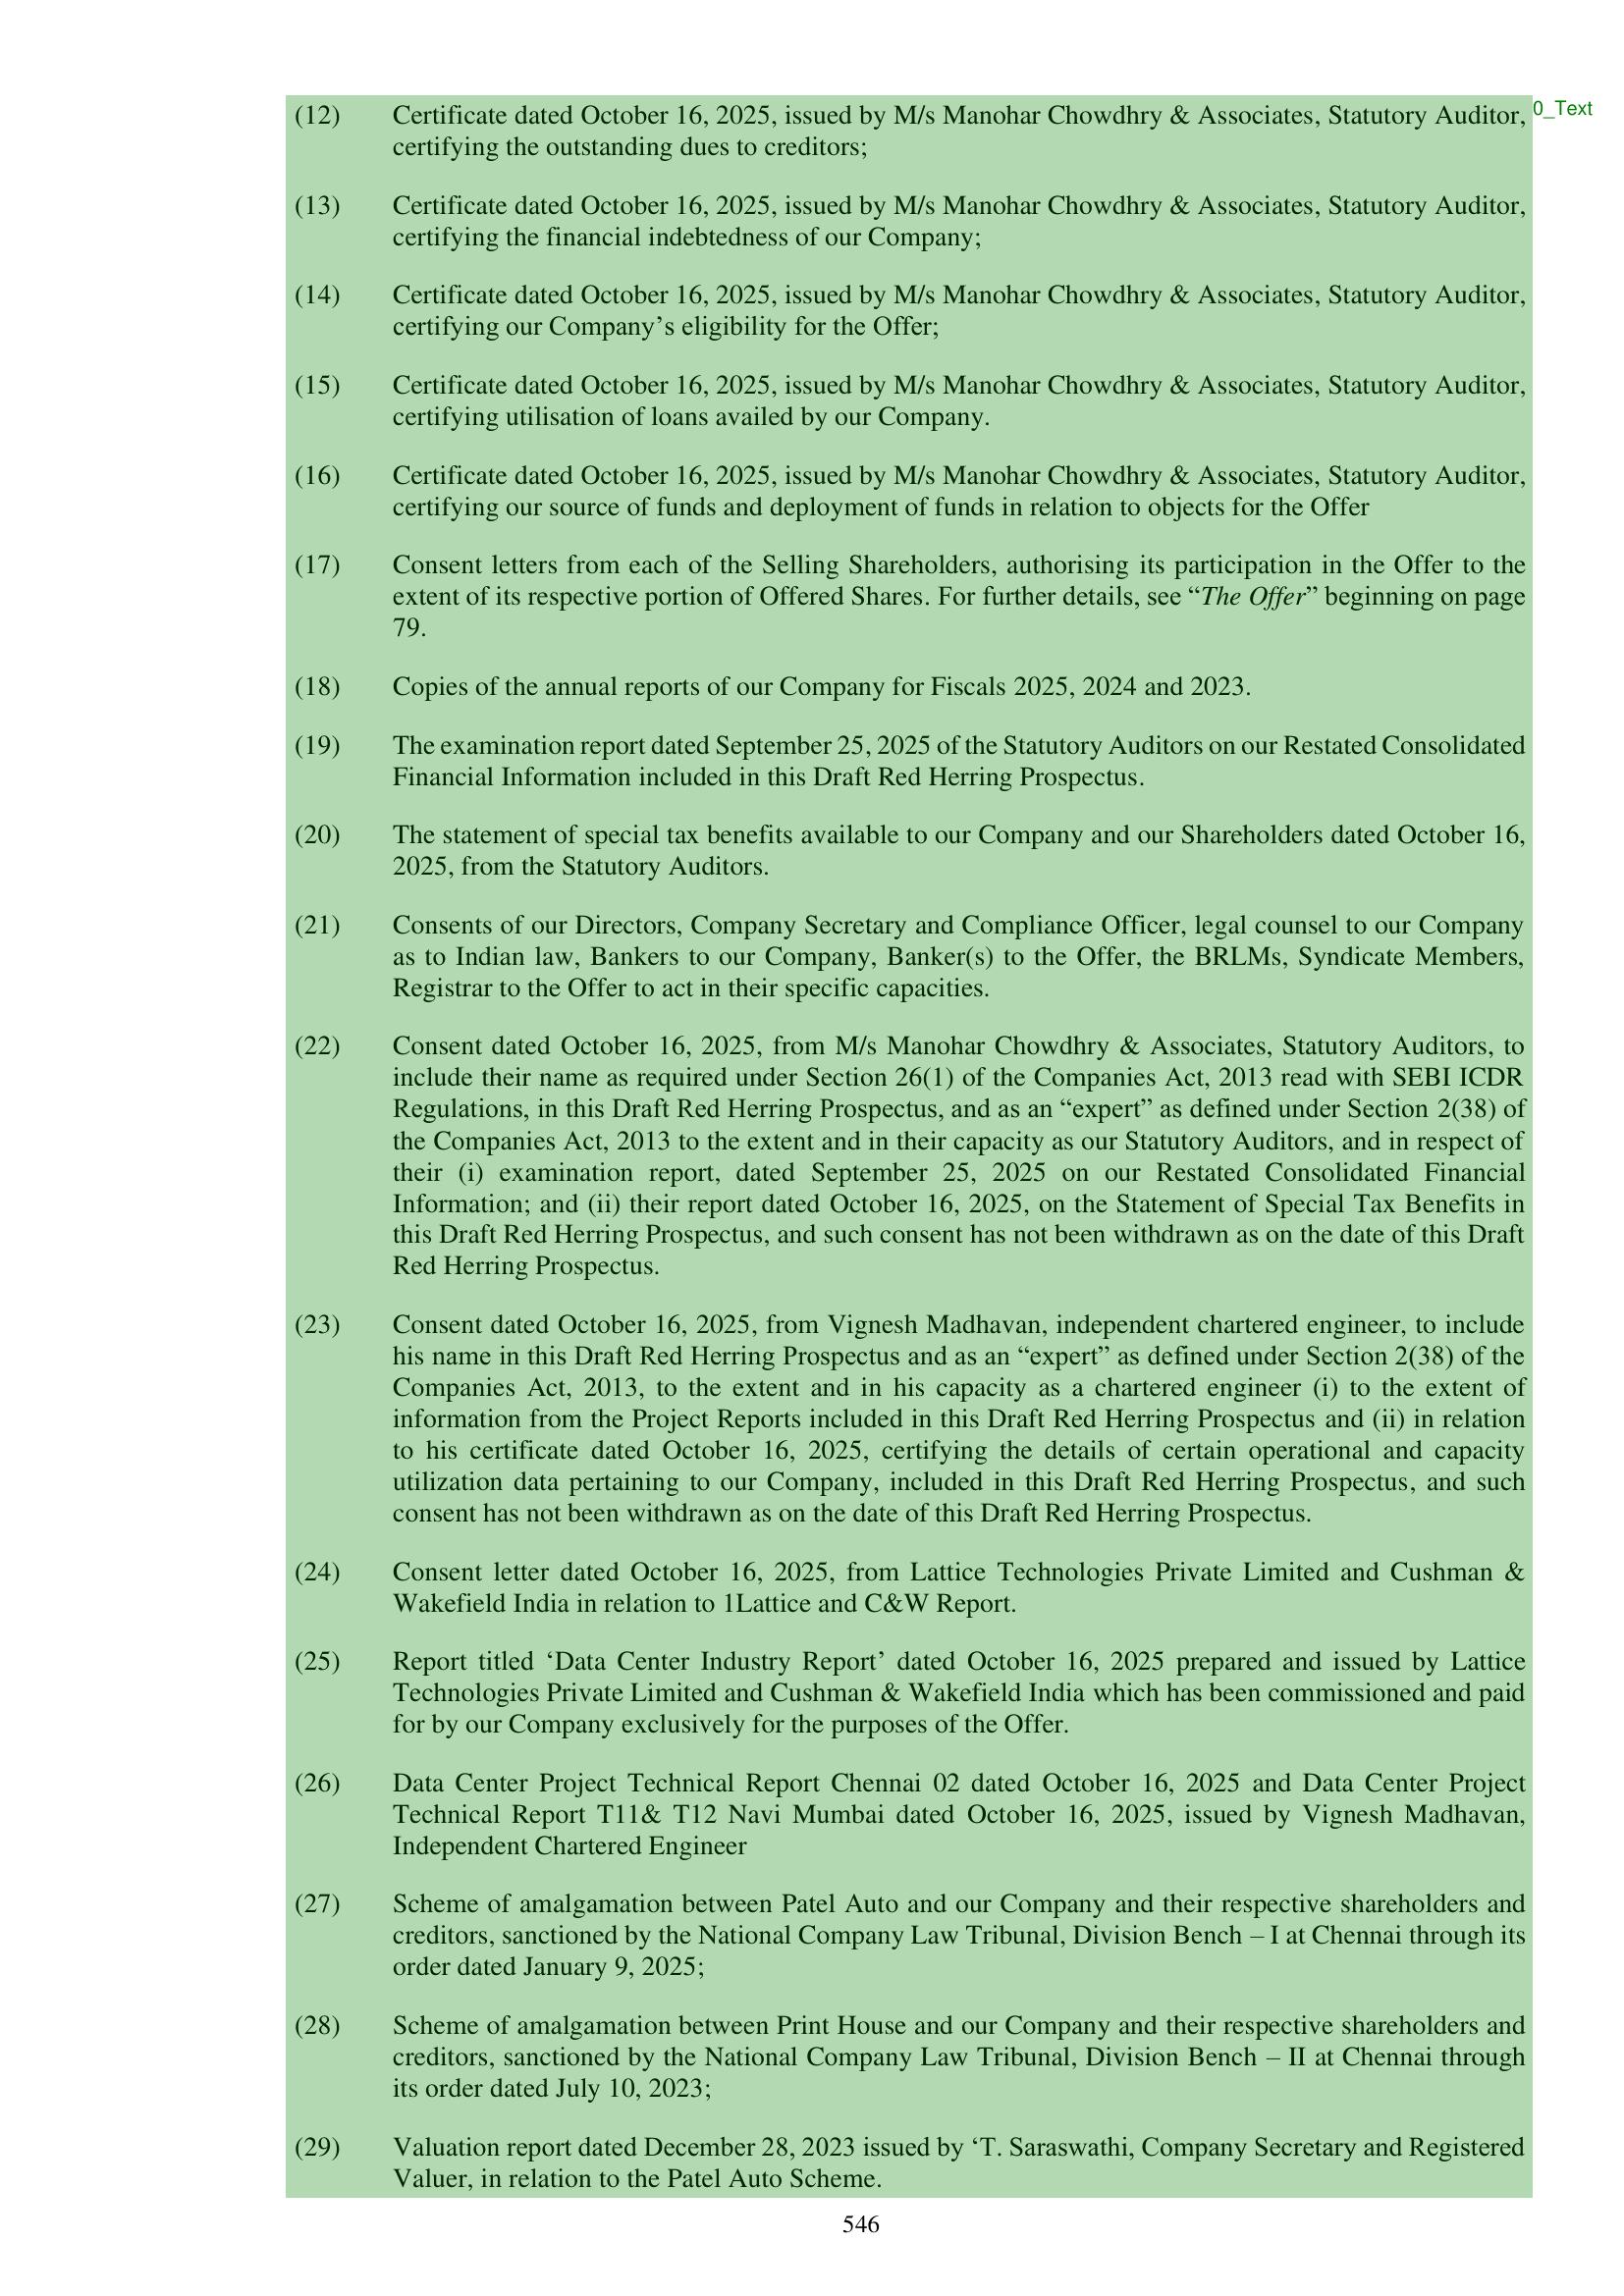 (12) Certificate dated October 16, 2025, issued by M/s Manohar Chowdhry & Associates, Statutory Auditor,
0_Text
certifying the outstanding dues to creditors;
(13) Certificate dated October 16, 2025, issued by M/s Manohar Chowdhry & Associates, Statutory Auditor,
certifying the financial indebtedness of our Company;
(14) Certificate dated October 16, 2025, issued by M/s Manohar Chowdhry & Associates, Statutory Auditor,
certifying our Company’s eligibility for the Offer;
(15) Certificate dated October 16, 2025, issued by M/s Manohar Chowdhry & Associates, Statutory Auditor,
certifying utilisation of loans availed by our Company.
(16) Certificate dated October 16, 2025, issued by M/s Manohar Chowdhry & Associates, Statutory Auditor,
certifying our source of funds and deployment of funds in relation to objects for the Offer
(17) Consent letters from each of the Selling Shareholders, authorising its participation in the Offer to the
extent of its respective portion of Offered Shares. For further details, see “The Offer” beginning on page
79.
(18) Copies of the annual reports of our Company for Fiscals 2025, 2024 and 2023.
(19) The examination report dated September 25, 2025 of the Statutory Auditors on our Restated Consolidated
Financial Information included in this Draft Red Herring Prospectus.
(20) The statement of special tax benefits available to our Company and our Shareholders dated October 16,
2025, from the Statutory Auditors.
(21) Consents of our Directors, Company Secretary and Compliance Officer, legal counsel to our Company
as to Indian law, Bankers to our Company, Banker(s) to the Offer, the BRLMs, Syndicate Members,
Registrar to the Offer to act in their specific capacities.
(22) Consent dated October 16, 2025, from M/s Manohar Chowdhry & Associates, Statutory Auditors, to
include their name as required under Section 26(1) of the Companies Act, 2013 read with SEBI ICDR
Regulations, in this Draft Red Herring Prospectus, and as an “expert” as defined under Section 2(38) of
the Companies Act, 2013 to the extent and in their capacity as our Statutory Auditors, and in respect of
their (i) examination report, dated September 25, 2025 on our Restated Consolidated Financial
Information; and (ii) their report dated October 16, 2025, on the Statement of Special Tax Benefits in
this Draft Red Herring Prospectus, and such consent has not been withdrawn as on the date of this Draft
Red Herring Prospectus.
(23) Consent dated October 16, 2025, from Vignesh Madhavan, independent chartered engineer, to include
his name in this Draft Red Herring Prospectus and as an “expert” as defined under Section 2(38) of the
Companies Act, 2013, to the extent and in his capacity as a chartered engineer (i) to the extent of
information from the Project Reports included in this Draft Red Herring Prospectus and (ii) in relation
to his certificate dated October 16, 2025, certifying the details of certain operational and capacity
utilization data pertaining to our Company, included in this Draft Red Herring Prospectus, and such
consent has not been withdrawn as on the date of this Draft Red Herring Prospectus.
(24) Consent letter dated October 16, 2025, from Lattice Technologies Private Limited and Cushman &
Wakefield India in relation to 1Lattice and C&W Report.
(25) Report titled ‘Data Center Industry Report’ dated October 16, 2025 prepared and issued by Lattice
Technologies Private Limited and Cushman & Wakefield India which has been commissioned and paid
for by our Company exclusively for the purposes of the Offer.
(26) Data Center Project Technical Report Chennai 02 dated October 16, 2025 and Data Center Project
Technical Report T11& T12 Navi Mumbai dated October 16, 2025, issued by Vignesh Madhavan,
Independent Chartered Engineer
(27) Scheme of amalgamation between Patel Auto and our Company and their respective shareholders and
creditors, sanctioned by the National Company Law Tribunal, Division Bench – I at Chennai through its
order dated January 9, 2025;
(28) Scheme of amalgamation between Print House and our Company and their respective shareholders and
creditors, sanctioned by the National Company Law Tribunal, Division Bench – II at Chennai through
its order dated July 10, 2023;
(29) Valuation report dated December 28, 2023 issued by ‘T. Saraswathi, Company Secretary and Registered
Valuer, in relation to the Patel Auto Scheme.
546